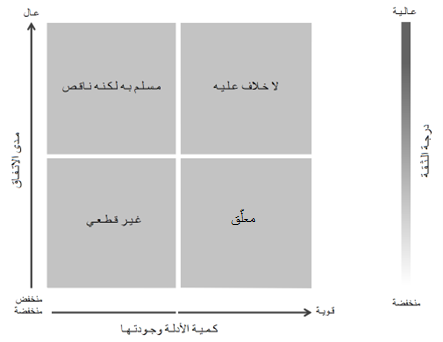 عال
عالية
لا خلاف عليه
مسلم به لكنه ناقص
درجة الثقة
مدى الاتفاق
معلّق
غير قطعي
منخفض
منخفضة
منخفضة
قوية
كمية الأدلة وجودتها